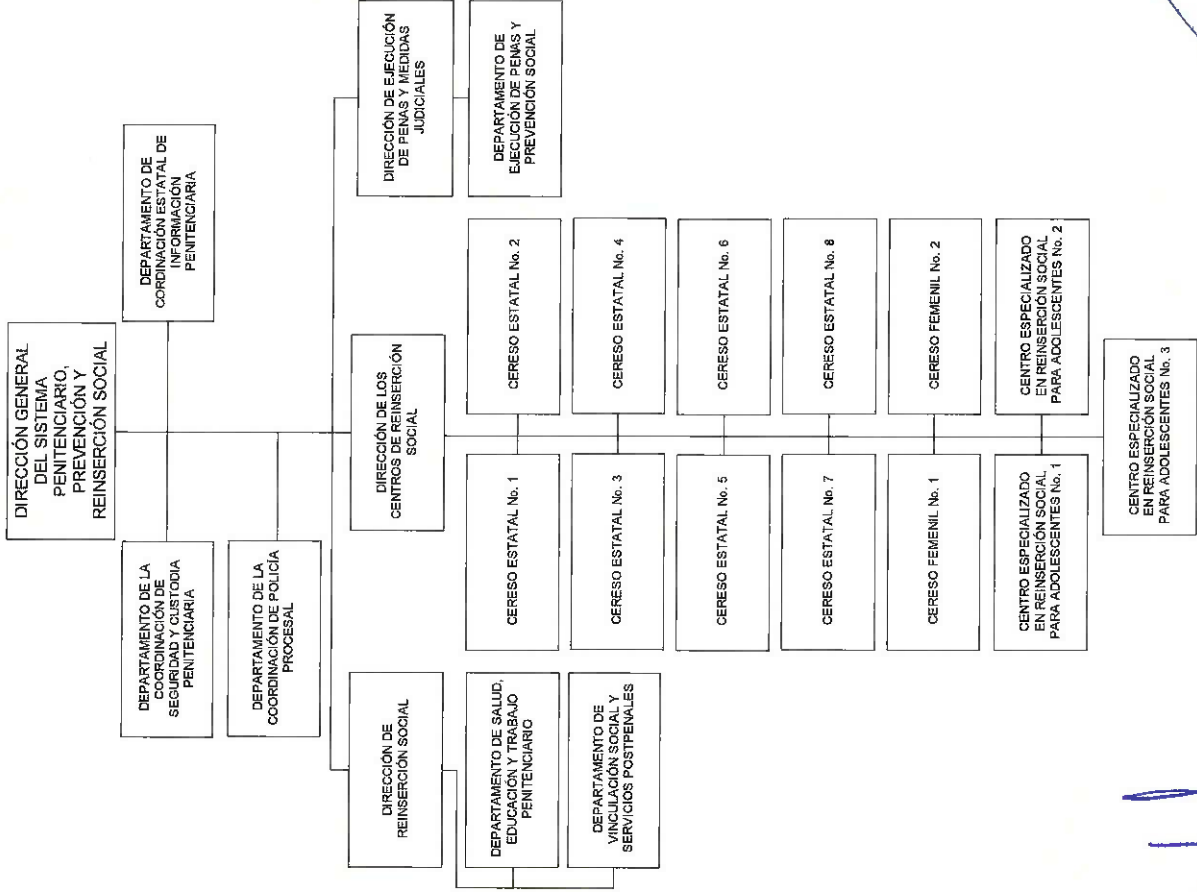 DIRECCIÓN GENERAL
DEL SISTEMA
PENITENCIARIO,
PREVENCIÓN Y
REINSERCIÓN SOCIAL
DEPARTAMENTO DE LA
COORDINACIÓN DE
SEGURIDAD Y CUSTODIA
PENITENCIARIA
DEPARTAMENTO DE
CORDINACIÓN ESTATAL DE
INFORMACIÓN
PENITENCIARIA
DEPARTAMENTO DE LA
COORDINACIÓN DE POLICÍA
PROCESAL
DIRECCIÓN DE
REINSERCIÓN SOCIAL
DEPARTAMENTO DE SALUD,
EDUCACIÓN Y TRABAJO
PENITENCIARIO
DEPARTAMENTO DE
VINCULACIÓN SOCIAL Y
SERVICIOS POSTPENALES
DIRECCIÓN DE LOS
CENTROS DE REINSERCIÓN
SOCIAL
CERESO ESTATAL No. 1
CERESO ESTATAL No. 2
CERESO ESTATAL No. 3
CERESO ESTATAL No. 4
CERESO ESTATAL No. 5
CERESO ESTATAL No. 6
CERESO ESTATAL No. 7
CERESO ESTATAL No. 8
CERESO FEMENIL No. 1
CERESO FEMENIL No. 2
CENTRO ESPECIALIZADO
EN REINSERCIÓN SOCIAL
PARA ADOLESCENTES No. 1
CENTRO ESPECIALIZADO
EN REINSERCIÓN SOCIAL
PARA ADOLESCENTES No. 2
CENTRO ESPECIALIZADO
EN REINSERCIÓN SOCIAL
PARA ADOLESCENTES No. 3
DIRECCIÓN DE EJECUCIÓN
DE PENAS Y MEDIDAS
JUDICIALES
DEPARTAMENTO DE
EJECUCIÓN DE PENAS Y
PREVENCIÓN SOCIAL